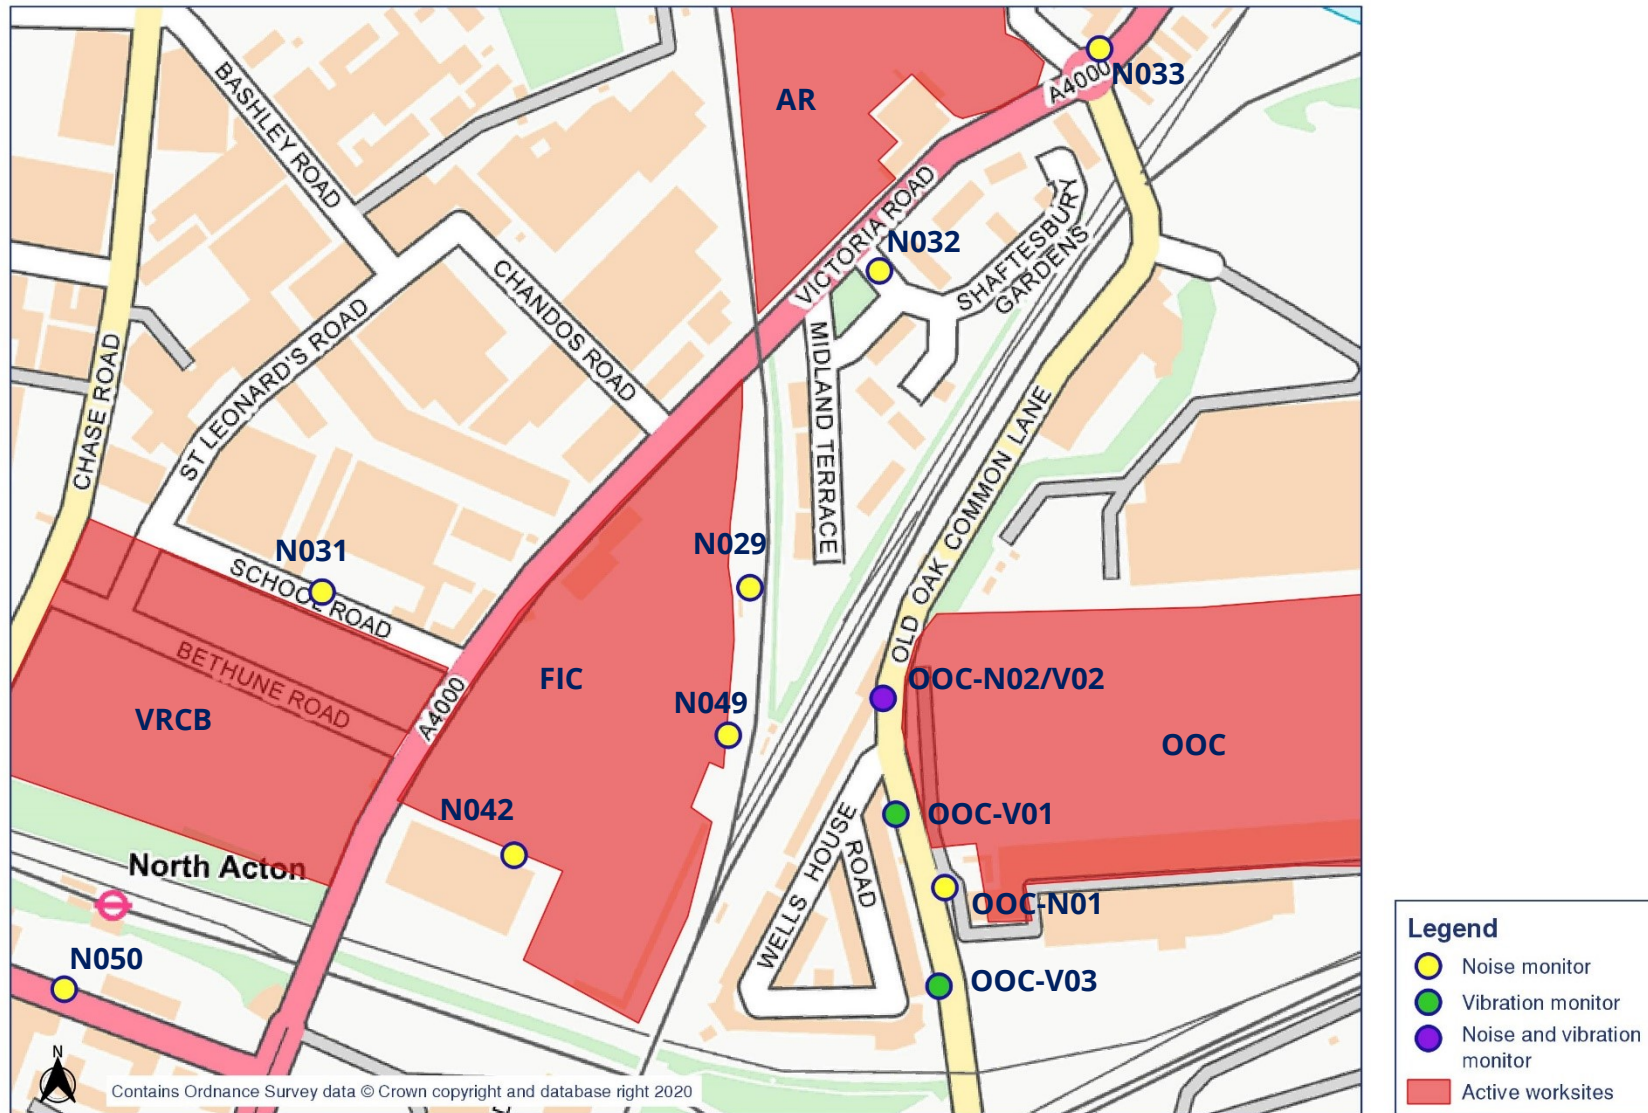 AR
A4000
N033
BASHLEY ROAD
VICTORIA ROAD
N032
SHAFTESBURY
GARDENS
CHANDOS ROAD
ST LEONARD'S ROAD
CHASE ROAD
MIDLAND TERRACE
OLD OAK COMMON LANE
N031
SCHOOL ROAD
N029
BETHUNE ROAD
VRCB
A4000
FIC
N049
OOC-N02/V02
OOC
N042
OOC-V01
WELLS HOUSE
ROAD
North Acton
OOC-N01
N050
OOC-V03
N
Contains Ordnance Survey data © Crown copyright and database right 2020
Legend
Noise monitor
Vibration monitor
Noise and vibration
monitor
Active worksites